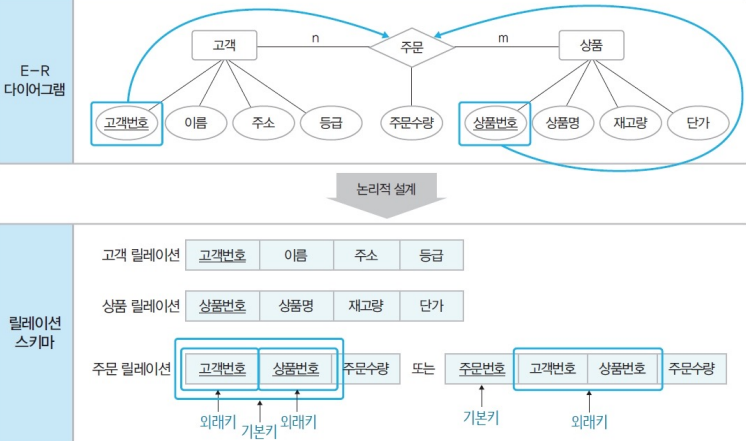 E-R
다이어그램
고객
n
주문
m
상품
고객번호
이름
주소
등급
주문수량
상품번호
상품명
재고량
단가
논리적 설계
릴레이션
스키마
고객 릴레이션 고객번호 이름 주소 등급
상품 릴레이션 상품번호 상품명 재고량 단가
주문 릴레이션 고객번호 상품번호 주문수량 또는 주문번호 고객번호 상품번호 주문수량
외래키 기본키 외래키 기본키 외래키